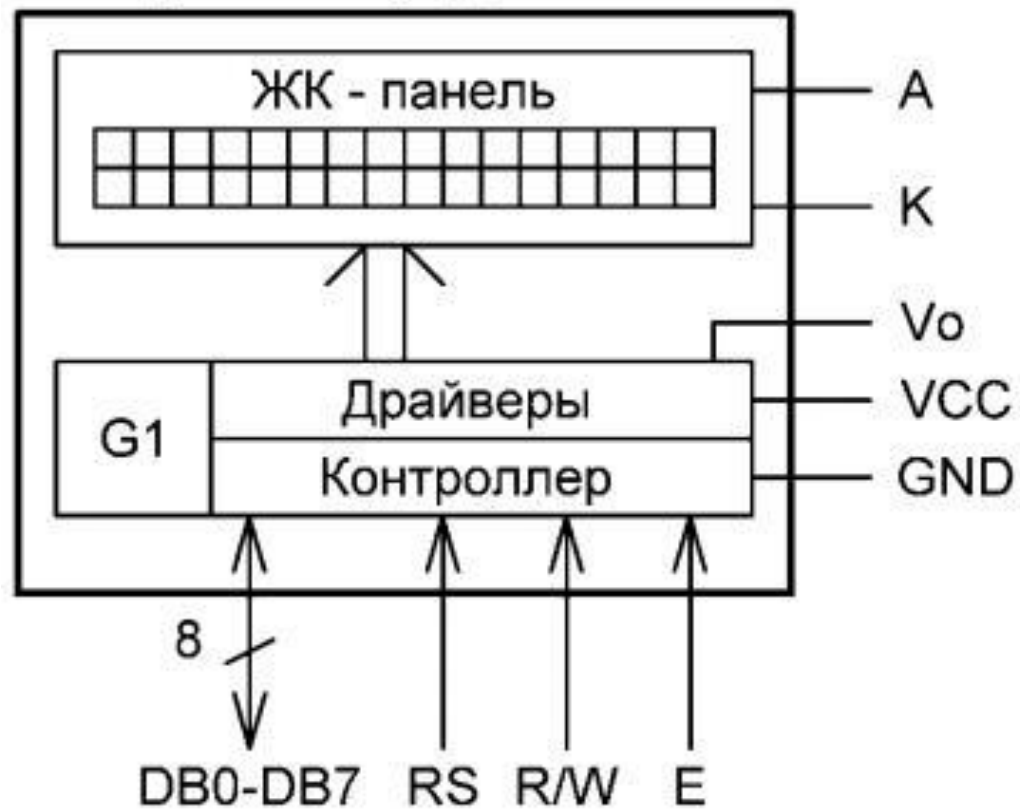 ЖК - панель
A
K
Vo
Драйверы
VCC
G1
Контроллер
GND
8
DB0-DB7 RS R/W E